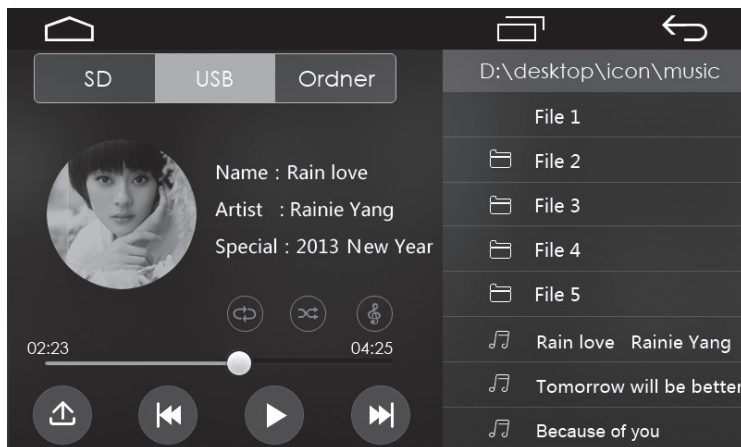 SD USB Ordner
D:\desktop\icon\music
Name : Rain love
Artist : Rainie Yang
Special : 2013 New Year
02:23 04:25
File 1
File 2
File 3
File 4
File 5
Rain love Rainie Yang
Tomorrow will be better
Because of you